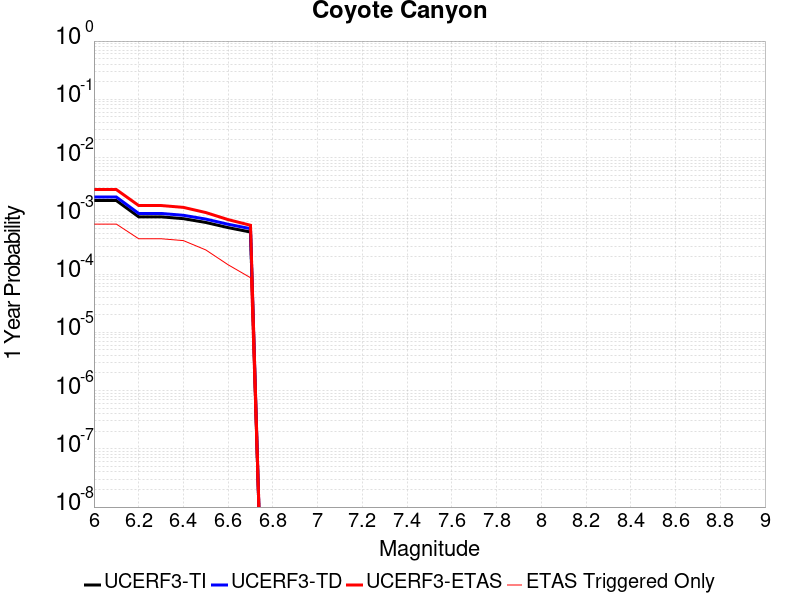 Coyote Canyon
10^0
10^-1
10^-2
10^-3
10^-4
10^-5
10^-6
10^-7
10^-8
1 Year Probability
6 6.2 6.4 6.6 6.8 7 7.2 7.4 7.6 7.8 8 8.2 8.4 8.6 8.8 9
Magnitude
UCERF3-TI UCERF3-TD UCERF3-ETAS ETAS Triggered Only